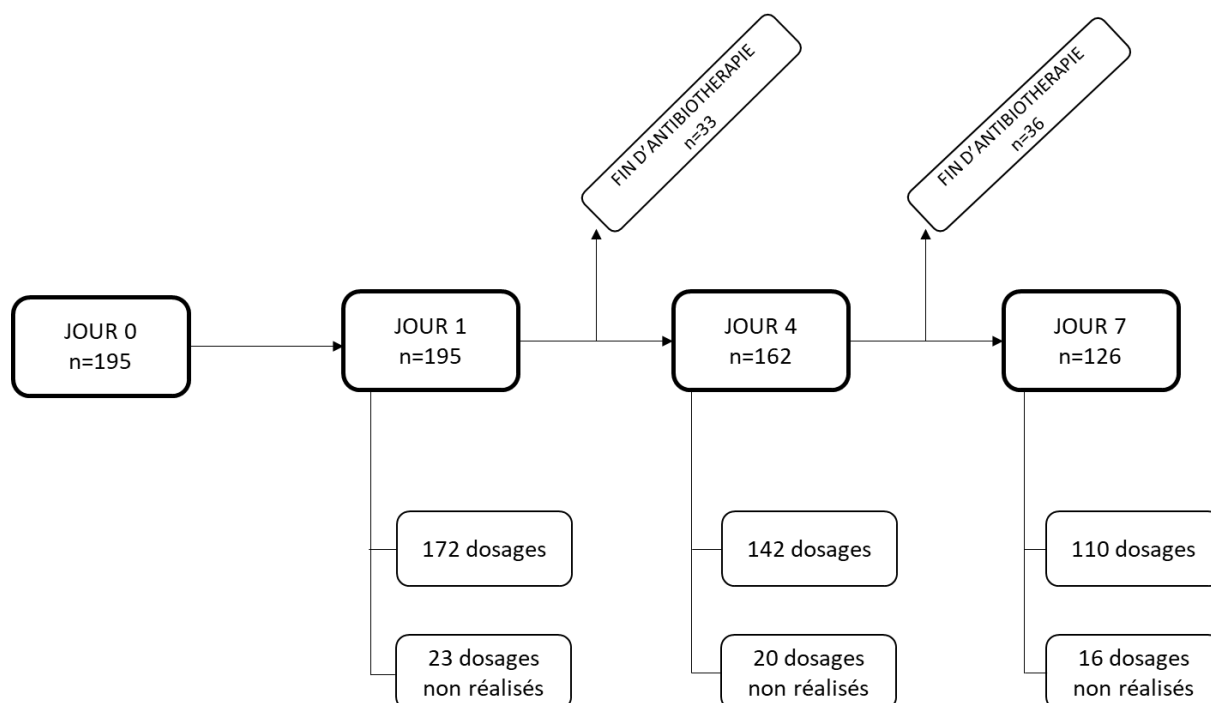 FIN D'ANTIBIOTHERAPIE
n=33
FIN D'ANTIBIOTHERAPIE
n=36
JOUR 0
n=195
JOUR 1
n=195
JOUR 4
n=162
JOUR 7
n=126
172 dosages
142 dosages
110 dosages
23 dosages
non réalisés
20 dosages
non réalisés
16 dosages
non réalisés